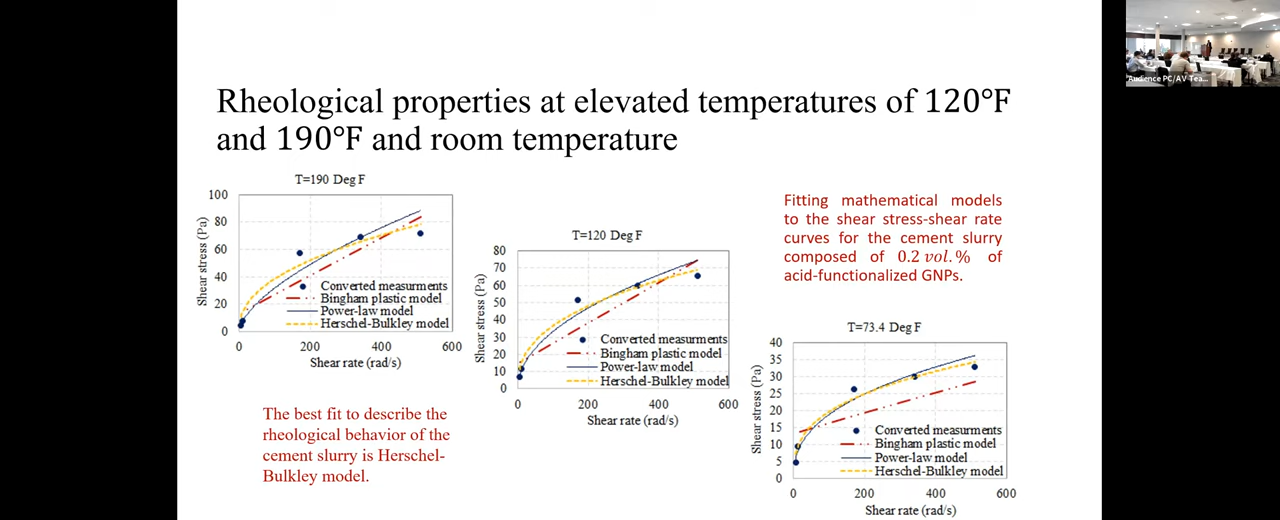 Rheological properties at elevated temperatures of 120°F
and 190°F and room temperature
T=190 Deg F
100
80
60
40
20
0
0
200
400
600
Shear stress (Pa)
Shear rate (rad/s)
Converted measurments
Bingham plastic model
Power-law model
Herschel-Bulkley model
The best fit to describe the
rheological behavior of the
cement slurry is Herschel-
Bulkley model.
T=120 Deg F
80
70
60
50
40
30
20
10
0
0
200
400
600
Shear stress (Pa)
Shear rate (rad/s)
Converted measurments
Bingham plastic model
Power-law model
Herschel-Bulkley model
Fitting mathematical models
to the shear stress-shear rate
curves for the cement slurry
composed of 0.2 vol.% of
acid-functionalized GNPs.
T=73.4 Deg F
40
35
30
25
20
15
10
5
0
0
200
400
600
Shear stress (Pa)
Shear rate (rad/s)
Converted measurments
Bingham plastic model
Power-law model
Herschel-Bulkley model
Audience PC/AV Tea...